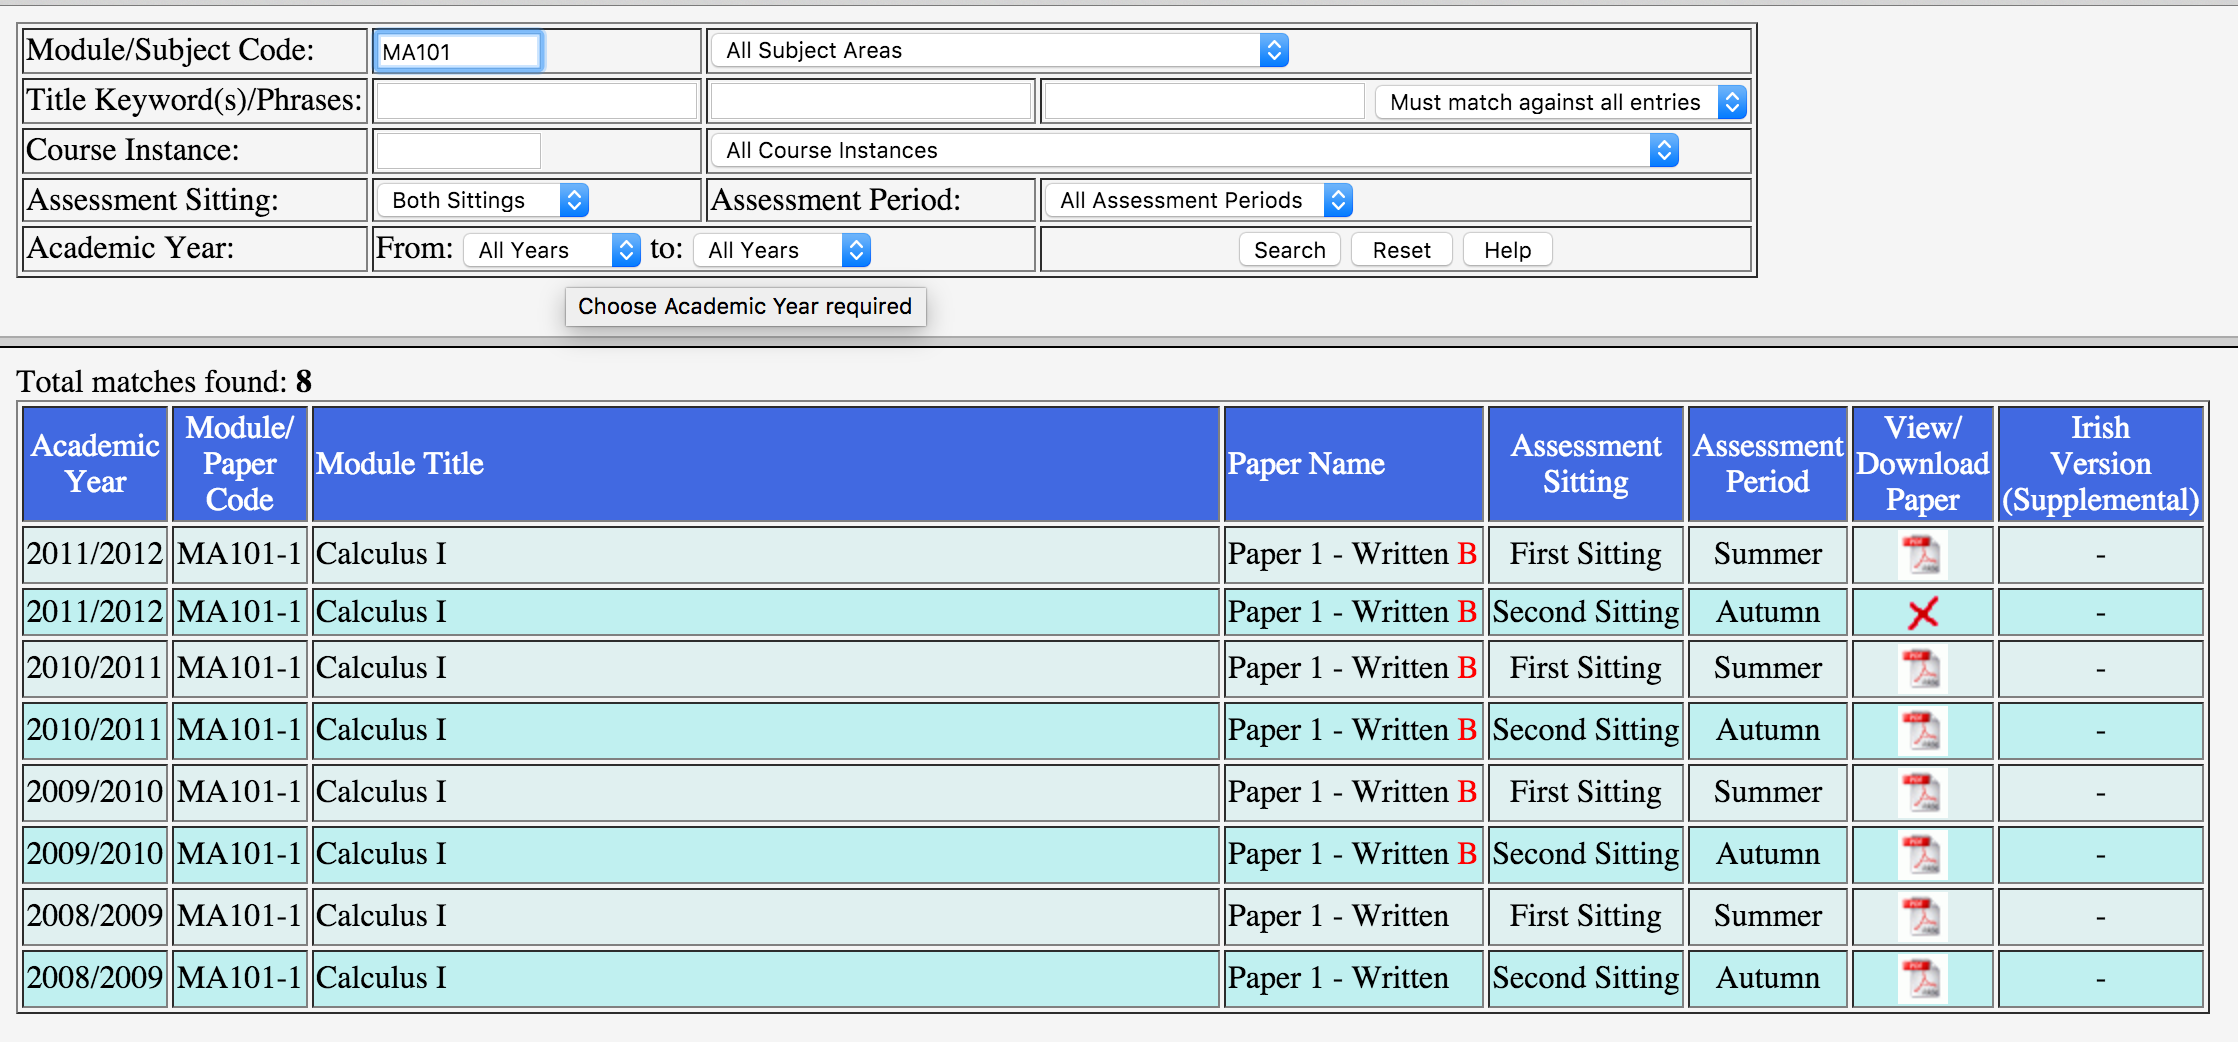 Module/Subject Code: MA101 All Subject Areas
Title Keyword(s)/Phrases: Must match against all entries
Course Instance: All Course Instances
Assessment Sitting: Both Sittings Assessment Period: All Assessment Periods
Academic Year: From: All Years to: All Years Search Reset Help
Choose Academic Year required
Total matches found: 8
Academic Year Module/ Paper Code Module Title Paper Name Assessment Sitting Assessment Period View/ Download Paper Irish Version (Supplemental)
2011/2012 MA101-1 Calculus I Paper 1 - Written B First Sitting Summer -
2011/2012 MA101-1 Calculus I Paper 1 - Written B Second Sitting Autumn -
2010/2011 MA101-1 Calculus I Paper 1 - Written B First Sitting Summer -
2010/2011 MA101-1 Calculus I Paper 1 - Written B Second Sitting Autumn -
2009/2010 MA101-1 Calculus I Paper 1 - Written B First Sitting Summer -
2009/2010 MA101-1 Calculus I Paper 1 - Written B Second Sitting Autumn -
2008/2009 MA101-1 Calculus I Paper 1 - Written First Sitting Summer -
2008/2009 MA101-1 Calculus I Paper 1 - Written Second Sitting Autumn -